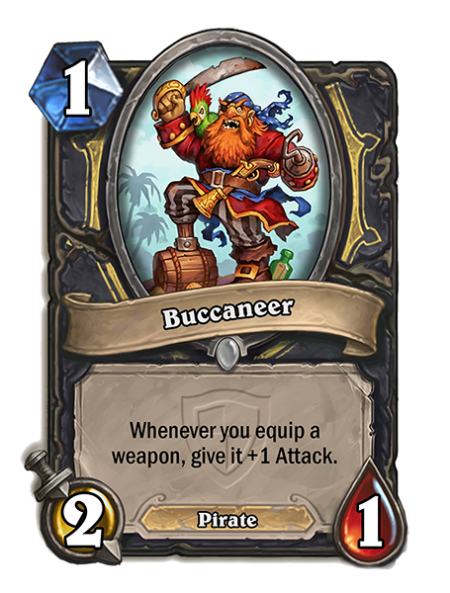 1
Buccaneer
Whenever you equip a
weapon, give it +1 Attack.
Pirate
2
1